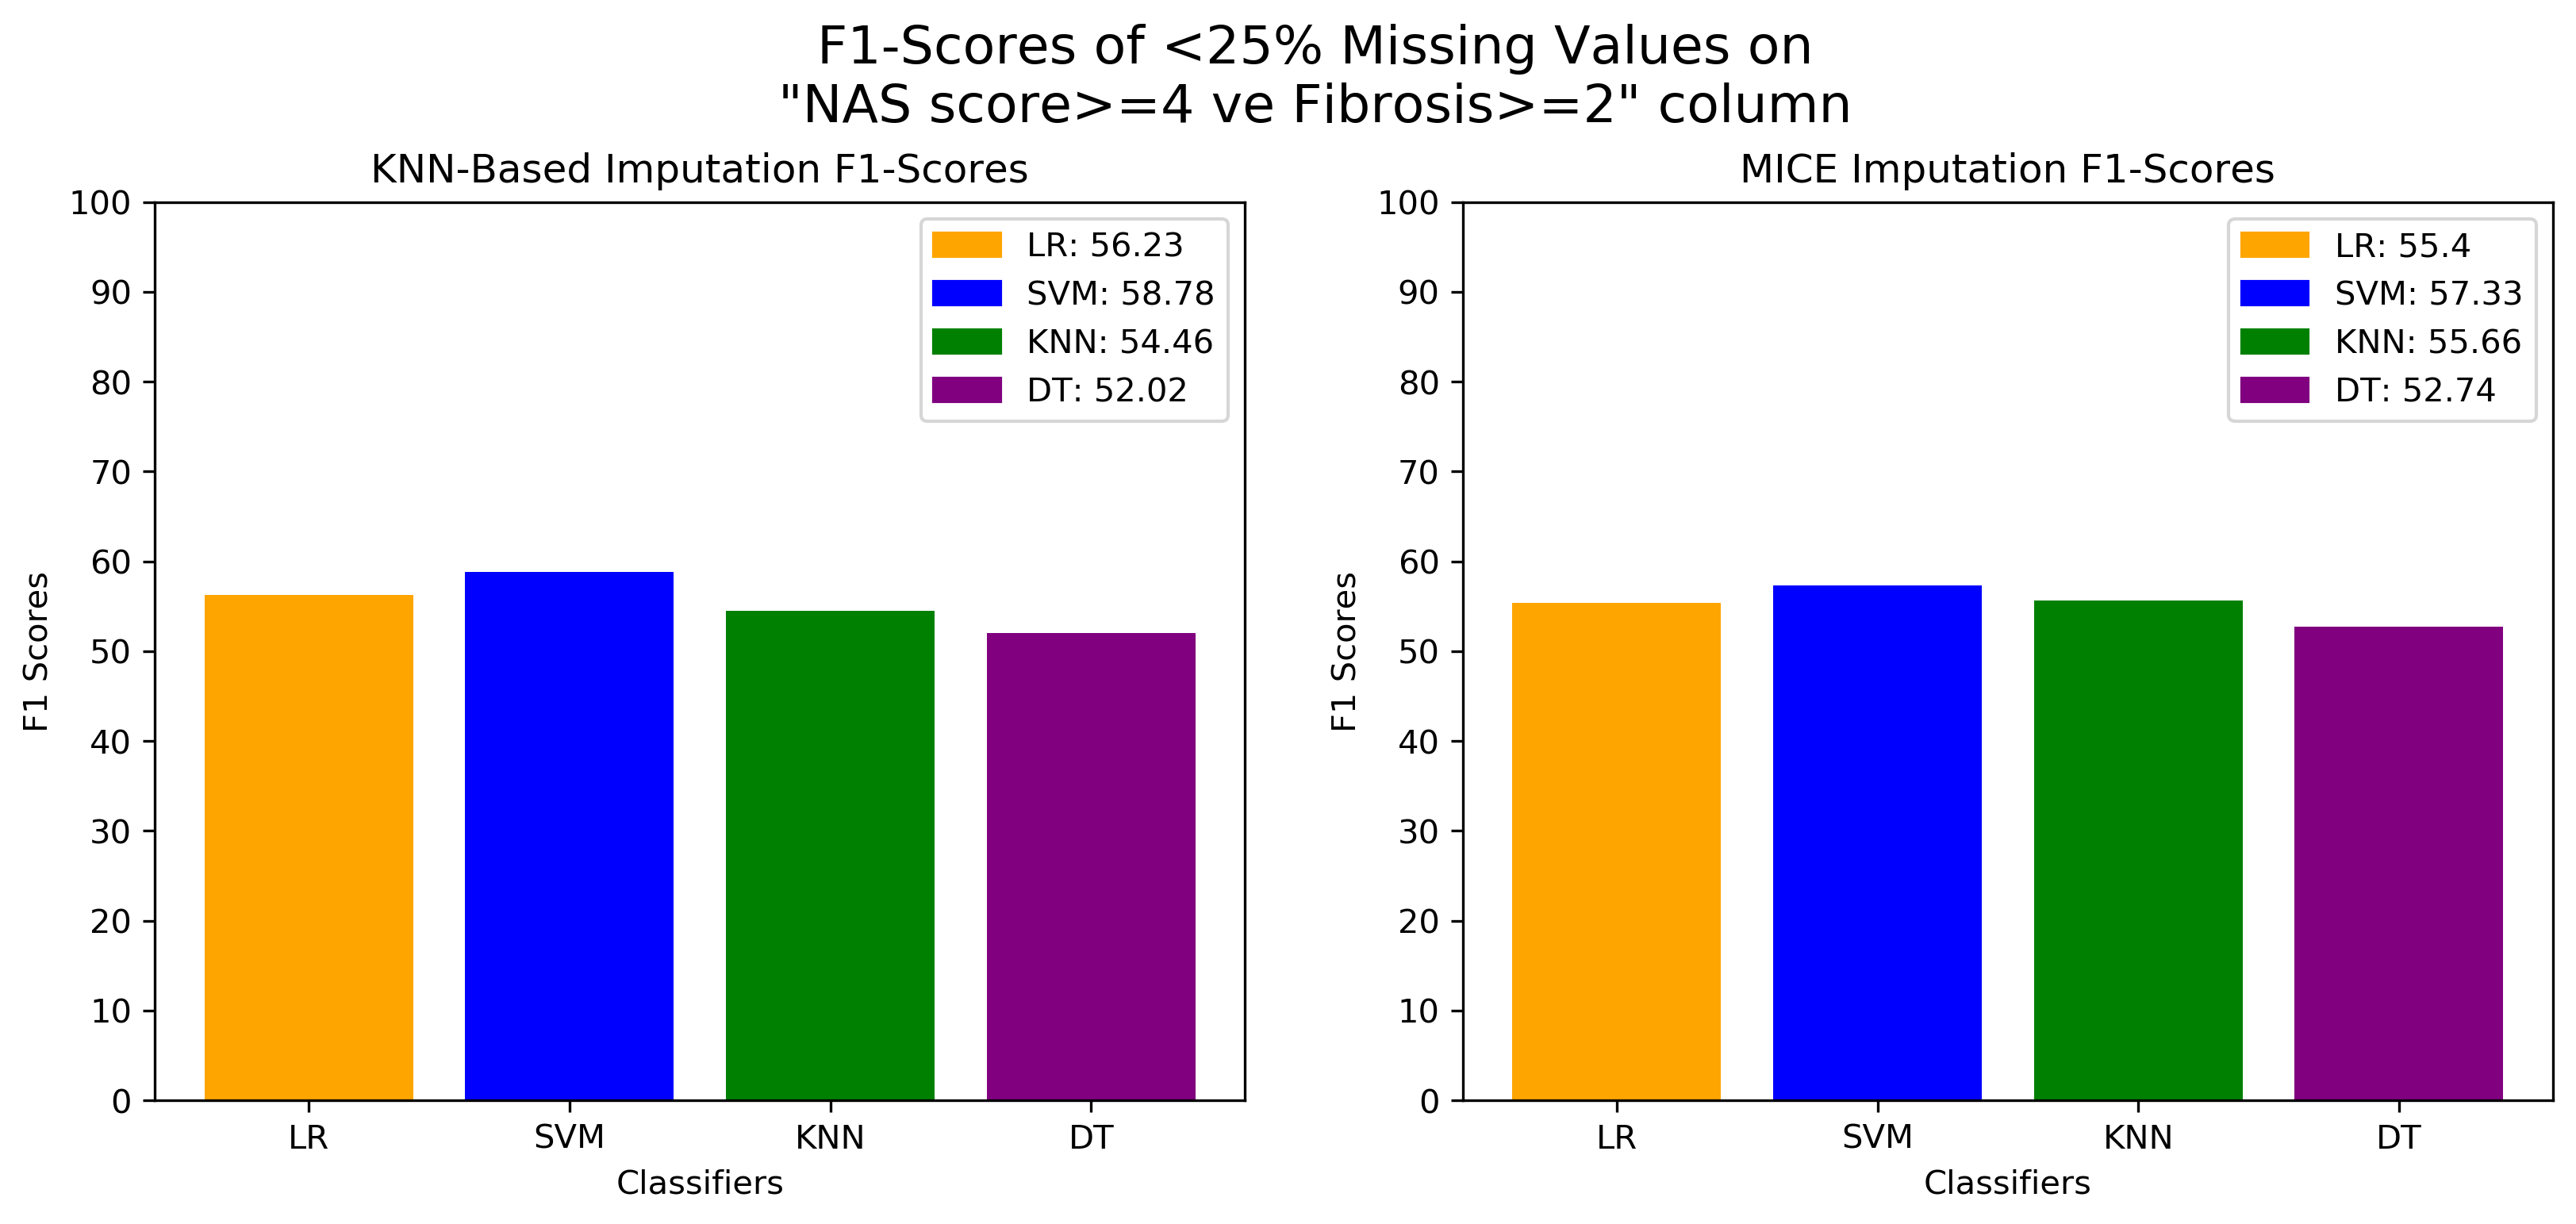 F1-Scores of <25% Missing Values on
"NAS score>=4 ve Fibrosis>=2" column
KNN-Based Imputation F1-Scores
100
90
80
70
60
50
40
30
20
10
0
F1 Scores
LR: 56.23
SVM: 58.78
KNN: 54.46
DT: 52.02
LR SVM KNN DT
Classifiers
MICE Imputation F1-Scores
100
90
80
70
60
50
40
30
20
10
0
F1 Scores
LR: 55.4
SVM: 57.33
KNN: 55.66
DT: 52.74
LR SVM KNN DT
Classifiers